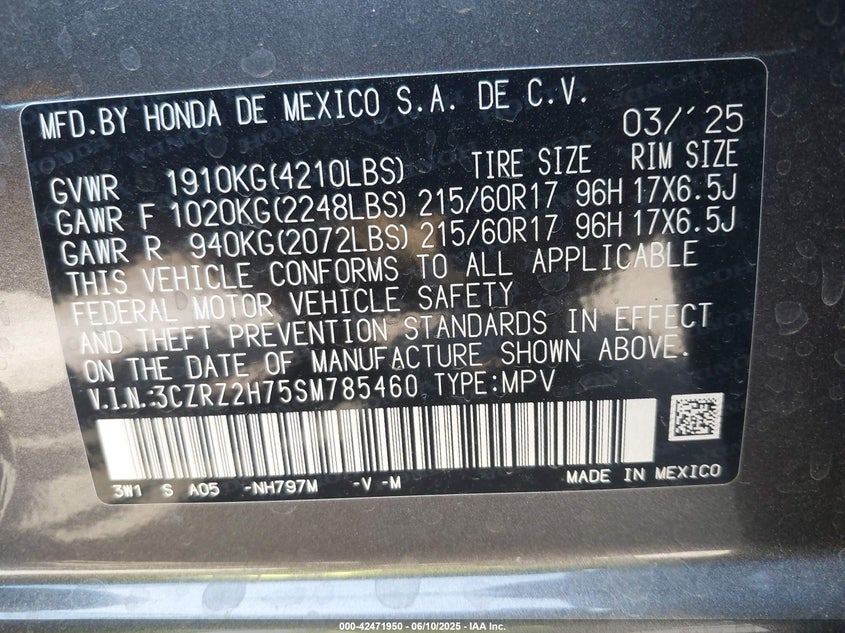 MFD.BY HONDA DE MEXICO S.A. DE C.V.
03/'25
TIRE SIZE RIM SIZE
GVWR 1910KG(4210LBS)
GAWR F 1020KG(2248LBS) 215/60R17 96H 17X6.5J
GAWR R 940KG(2072LBS) 215/60R17 96H 17X6.5J
THIS VEHICLE CONFORMS TO ALL APPLICABLE
FEDERAL MOTOR VEHICLE SAFETY
AND THEFT PREVENTION STANDARDS IN EFFECT
ON THE DATE OF MANUFACTURE SHOWN ABOVE.
V.I.N.:3CZRZ2H75SM785460 TYPE:MPV
3W1 S A05 -NH797M -V -M
MADE IN MEXICO
000-42471950 - 06/10/2025 - IAA Inc.